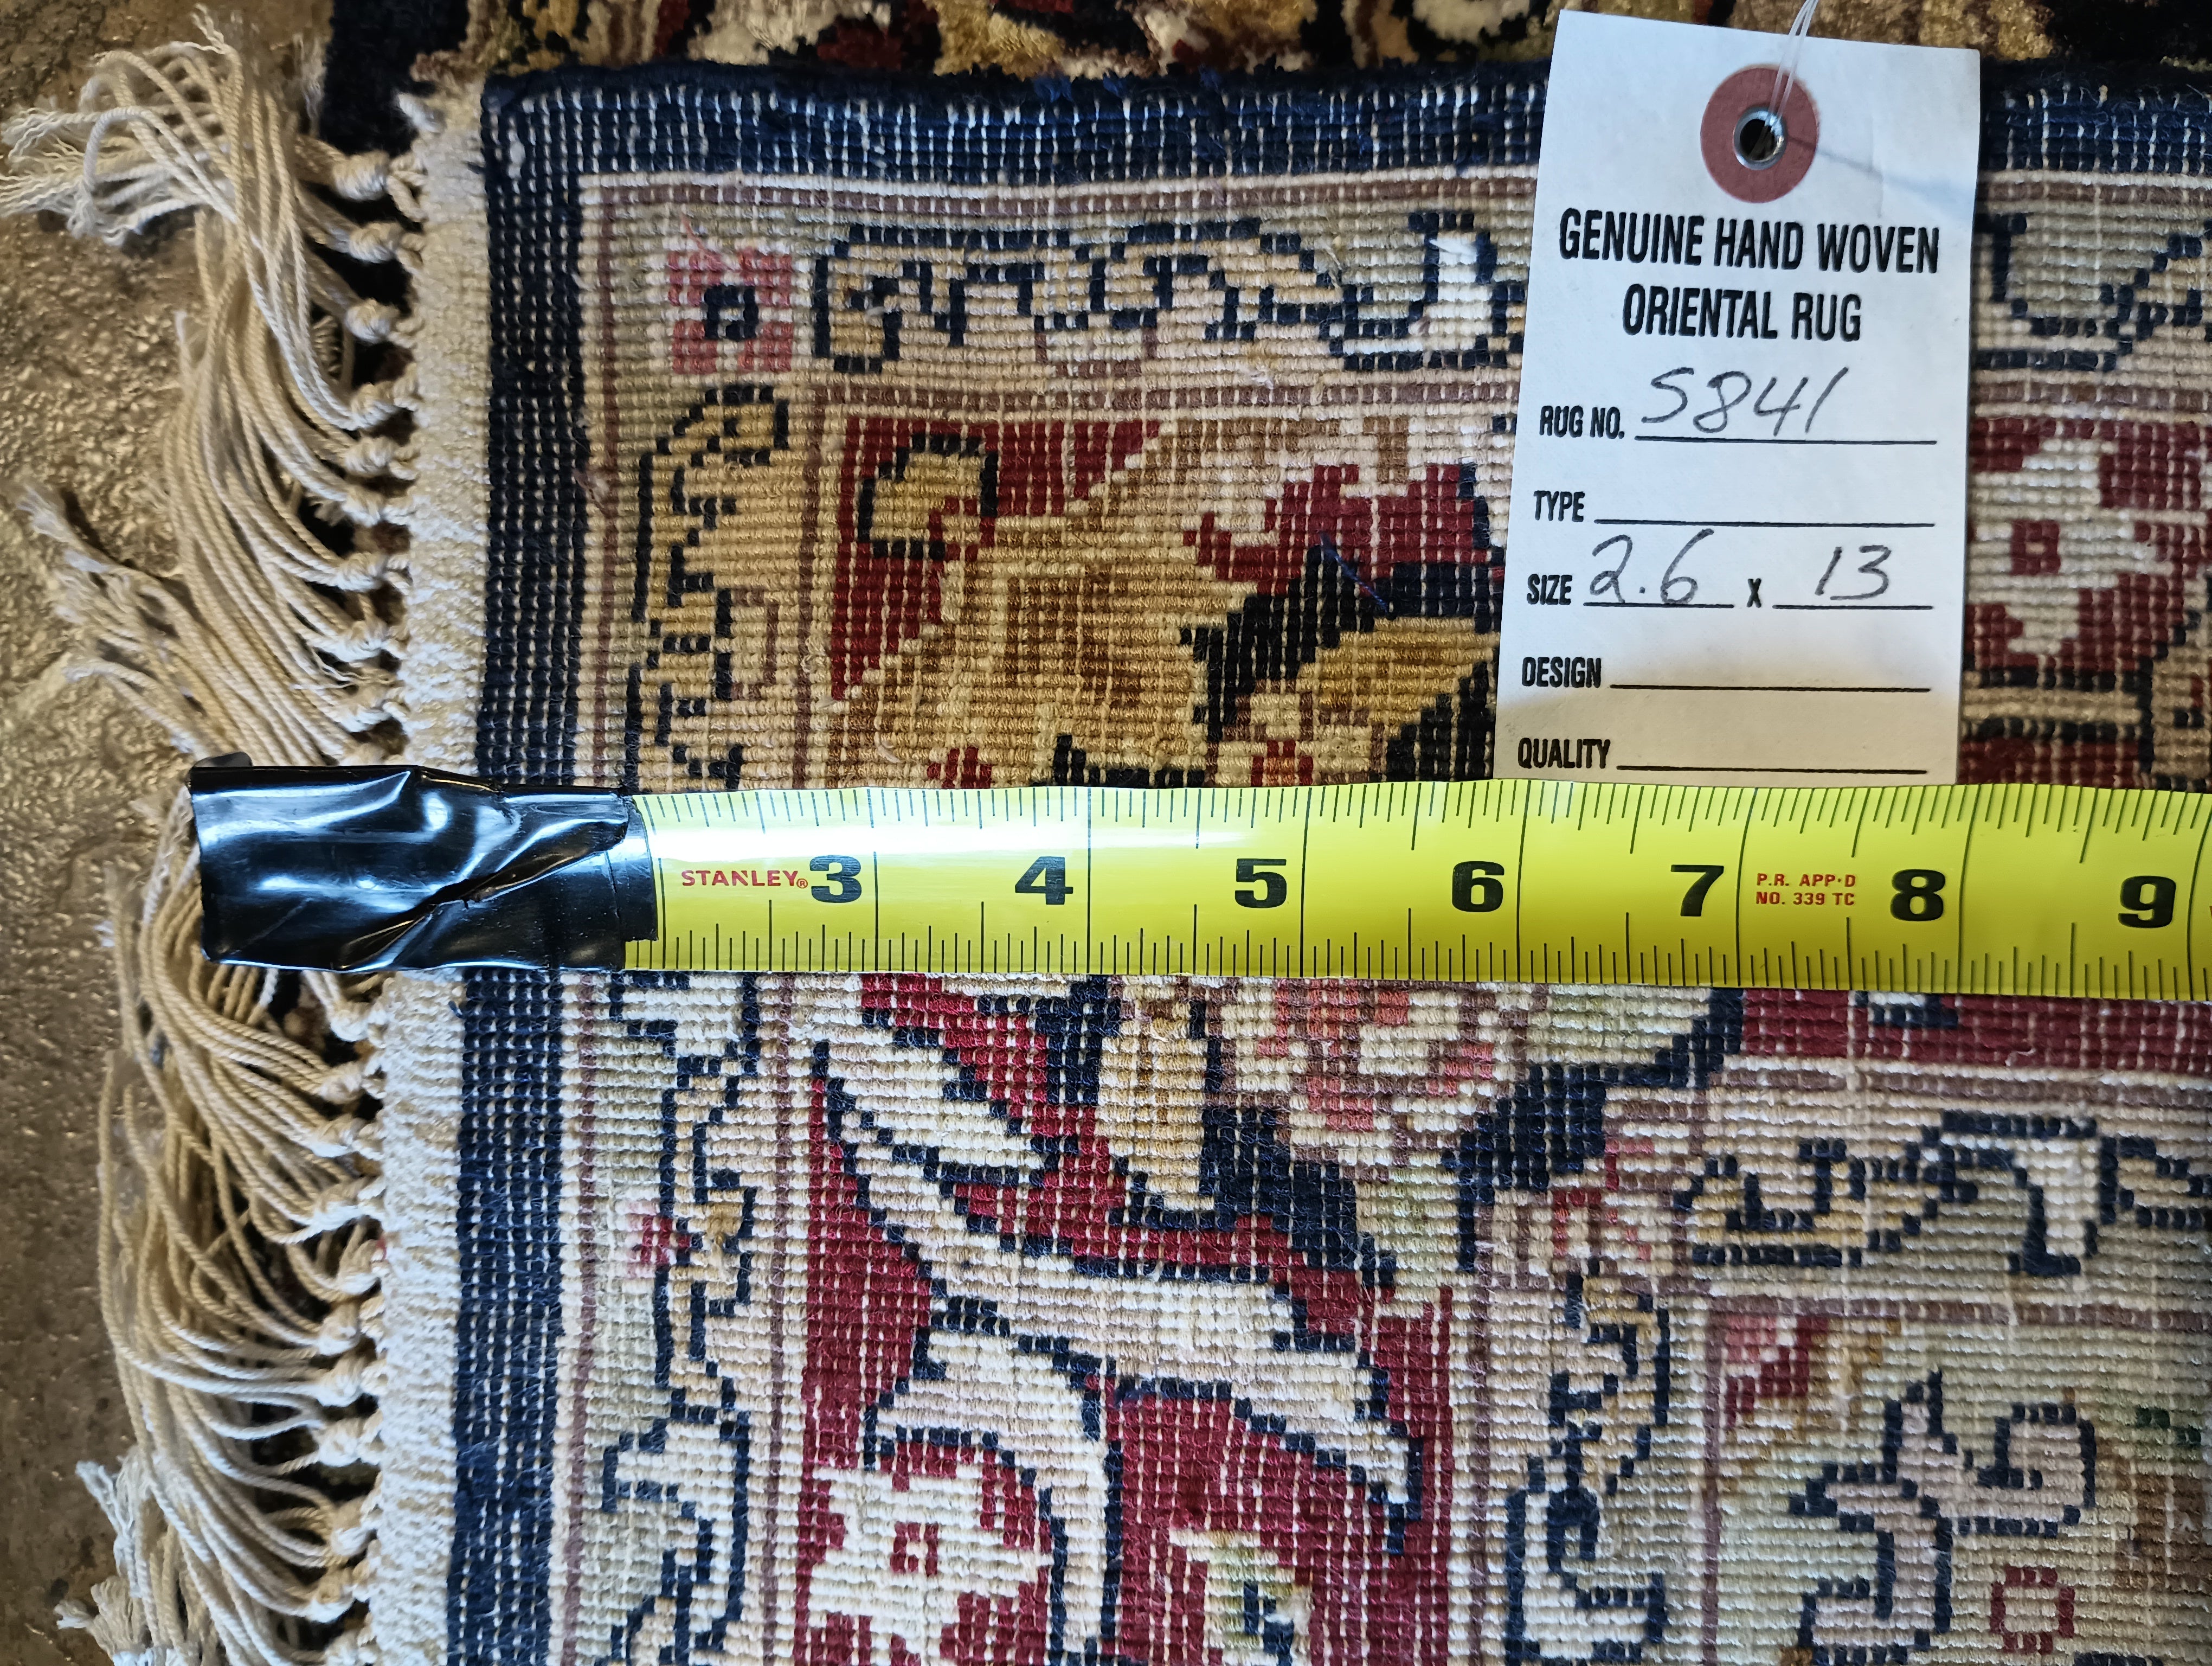 GENUINE HAND WOVEN
ORIENTAL RUG
RUG NO. 5841
TYPE
SIZE 2.6 x 13
DESIGN
QUALITY
STANLEY® 3 4 5 6 7 P.R. APP·D 8 9
NO. 339 TC